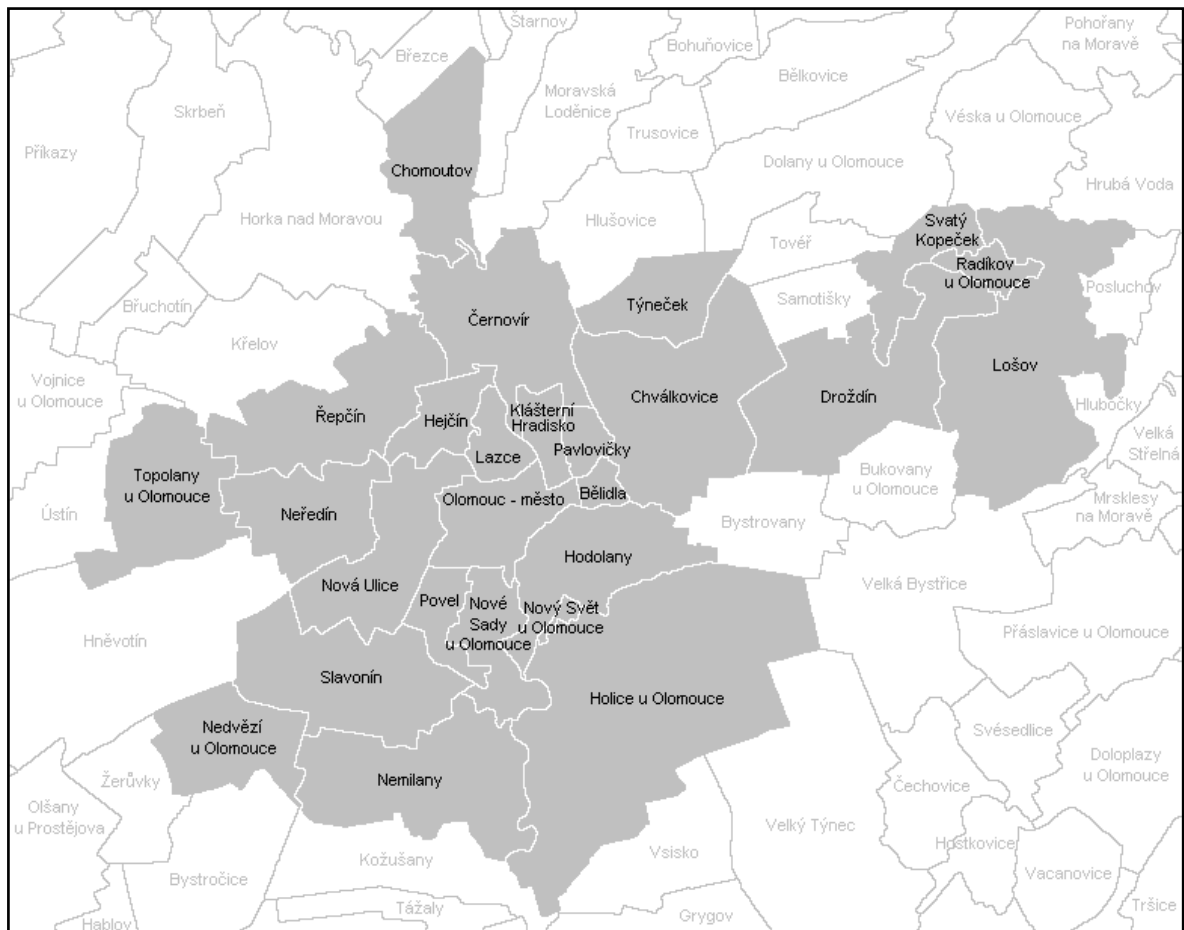 Štarnov
Pohořany
na Moravě
Březce
Bohuňovice
Bělkovice
Moravská
Loděnice
Skrbeň
Véska u Olomouce
Trusovice
Příkazy
Dolany u Olomouce
Chomoutov
Hrubá Voda
Horka nad Moravou
Hlušovice
Svatý
Kopeček
Tovéř
Radíkov
u Olomouce
Posluchov
Břuchotín
Týneček
Samotišky
Černovír
Křelov
Lošov
Vojnice
u Olomouce
Chválkovice
Droždín
Hlubočky
Řepčín
Hejčín
Klášterní
Hradisko
Velká
Střelná
Lazce
Pavlovičky
Topolany
u Olomouce
Bukovany
u Olomouce
Olomouc - město
Bělidla
Mrsklesy
na Moravě
Ústín
Neředín
Bystrovany
Hodolany
Nová Ulice
Velká Bystřice
Povel
Nové
Sady
u Olomouce
Nový Svět
u Olomouce
Hněvotín
Přáslavice u Olomouce
Slavonín
Holice u Olomouce
Nedvězí
u Olomouce
Svésedlice
Doloplazy
u Olomouce
Žerůvky
Nemilany
Čechovice
Olšany
u Prostějova
Velký Týnec
Hostkovice
Vsisko
Kožušany
Vacanovice
Bystročice
Tážaly
Tršice
Grygov
Hablov